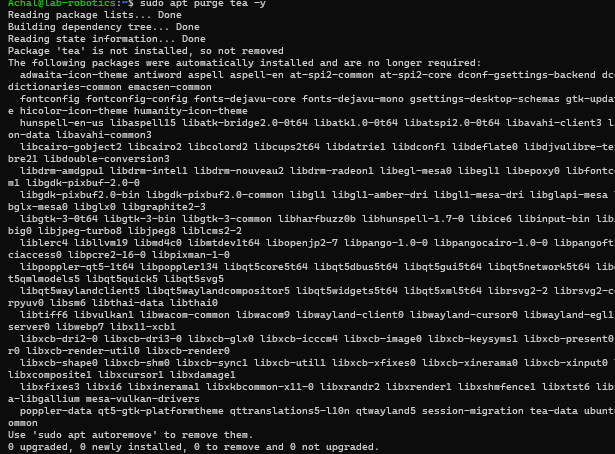 Achal@lab-robotics:~$ sudo apt purge tea -y
Reading package lists... Done
Building dependency tree... Done
Reading state information... Done
Package 'tea' is not installed, so not removed
The following packages were automatically installed and are no longer required:
adwaita-icon-theme antiword aspell aspell-en at-spi2-common at-spi2-core dconf-gsettings-backend dc
dictionaries-common emacsen-common
fontconfig fontconfig-config fonts-dejavu-core fonts-dejavu-mono gsettings-desktop-schemas gtk-upda
e hicolor-icon-theme humanity-icon-theme
hunspell-en-us libaspell15 libatk-bridge2.0-0t64 libatk1.0-0t64 libatspi2.0-0t64 libavahi-client3 l
on-data libavahi-common3
libcairo-gobject2 libcairo2 libcolord2 libcups2t64 libdatrie1 libdconf1 libdeflate0 libdjvulibre-te
bre21 libdouble-conversion3
libdrm-amdgpu1 libdrm-intel1 libdrm-nouveau2 libdrm-radeon1 libegl-mesa0 libegl1 libepoxy0 libfontc
m1 libgdk-pixbuf-2.0-0
libgdk-pixbuf2.0-bin libgdk-pixbuf2.0-common libgl1 libgl1-amber-dri libgl1-mesa-dri libglapi-mesa
bglx-mesa0 libglx0 libgraphite2-3
libgtk-3-0t64 libgtk-3-bin libgtk-3-common libharfbuzz0b libhunspell-1.7-0 libice6 libinput-bin lib
big0 libjpeg-turbo8 libjpeg8 liblcms2-2
liblerc4 libllvm19 libmd4c0 libmtdev1t64 libopenjp2-7 libpango-1.0-0 libpangocairo-1.0-0 libpangoft
ciaccess0 libpcre2-16-0 libpixman-1-0
libpoppler-qt5-1t64 libpoppler134 libqt5core5t64 libqt5dbus5t64 libqt5gui5t64 libqt5network5t64 lib
t5qmlmodels5 libqt5quick5 libqt5svg5
libqt5waylandclient5 libqt5waylandcompositor5 libqt5widgets5t64 libqt5xml5t64 librsvg2-2 librsvg2-c
rpyuv0 libsm6 libthai-data libthai0
libtiff6 libvulkan1 libwacom-common libwacom9 libwayland-client0 libwayland-cursor0 libwayland-egl1
server0 libwebp7 libx11-xcb1
libxcb-dri2-0 libxcb-dri3-0 libxcb-glx0 libxcb-icccm4 libxcb-image0 libxcb-keysyms1 libxcb-present0
r0 libxcb-render-util0 libxcb-render0
libxcb-shape0 libxcb-shm0 libxcb-sync1 libxcb-util1 libxcb-xfixes0 libxcb-xinerama0 libxcb-xinput0 l
libxcomposite1 libxcursor1 libxdamage1
libxfixes3 libxi6 libxinerama1 libxkbcommon-x11-0 libxrandr2 libxrender1 libxshmfence1 libxtst6 lib
a-libgallium mesa-vulkan-drivers
poppler-data qt5-gtk-platformtheme qttranslations5-l10n qtwayland5 session-migration tea-data ubunt
ommon
Use 'sudo apt autoremove' to remove them.
0 upgraded, 0 newly installed, 0 to remove and 0 not upgraded.